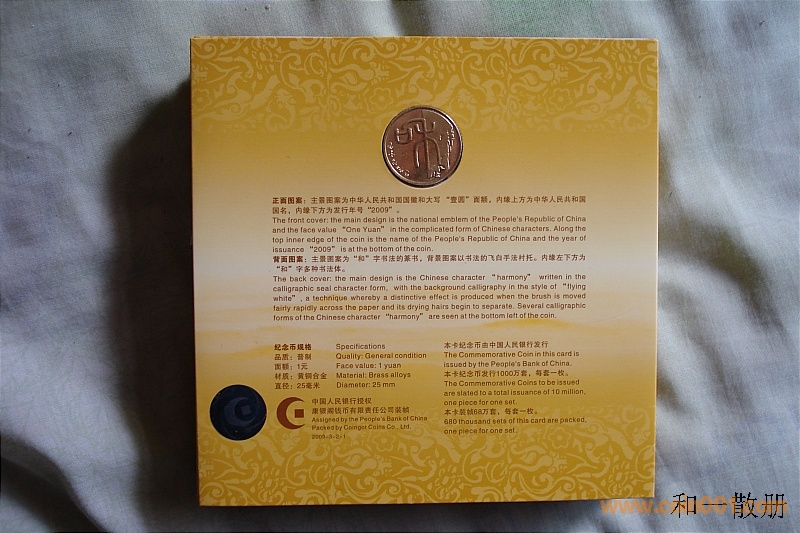 正面图案：主景图案为中华人民共和国国徽和大写“壹圆”面额，内缘上方为中华人民共和国
国名，内缘下方为发行年号“2009”。
The front cover: the main design is the national emblem of the People's Republic of China
and the face value “One Yuan” in the complicated form of Chinese characters. Along the
top inner edge of the coin is the name of the People's Republic of China and the year of
issuance “2009” is at the bottom of the coin.
背面图案：主景图案为“和”字书法的篆书，背景图案以书法的飞白手法衬托。内缘左下方为
“和”字多种书法体。
The back cover: the main design is the Chinese character “harmony” written in the
calligraphic seal character form, with the background calligraphy in the style of “flying
white”, a technique whereby a distinctive effect is produced when the brush is moved
fairly rapidly across the paper and its drying hairs begin to separate. Several calligraphic
forms of the Chinese character “harmony” are seen at the bottom left of the coin.
纪念币规格 Specifications
品质：普制 Quality: General condition
面额：1元 Face value: 1 yuan
材质：黄铜合金 Material: Brass alloys
直径：25毫米 Diameter: 25 mm
中国人民银行授权
康银阁钱币有限责任公司装帧
Assigned by the People's Bank of China
Packed by Coinget Coins Co., Ltd.
2009-3-2-1
本卡纪念币由中国人民银行发行
The Commemorative Coin in this card is
issued by the People's Bank of China.
本卡纪念币发行1000万套，每套一枚。
The Commemorative Coins to be issued
are slated to a total issuance of 10 million,
one piece for one set.
本卡装帧68万套，每套一枚。
680 thousand sets of this card are packed,
one piece for one set.
和 散册